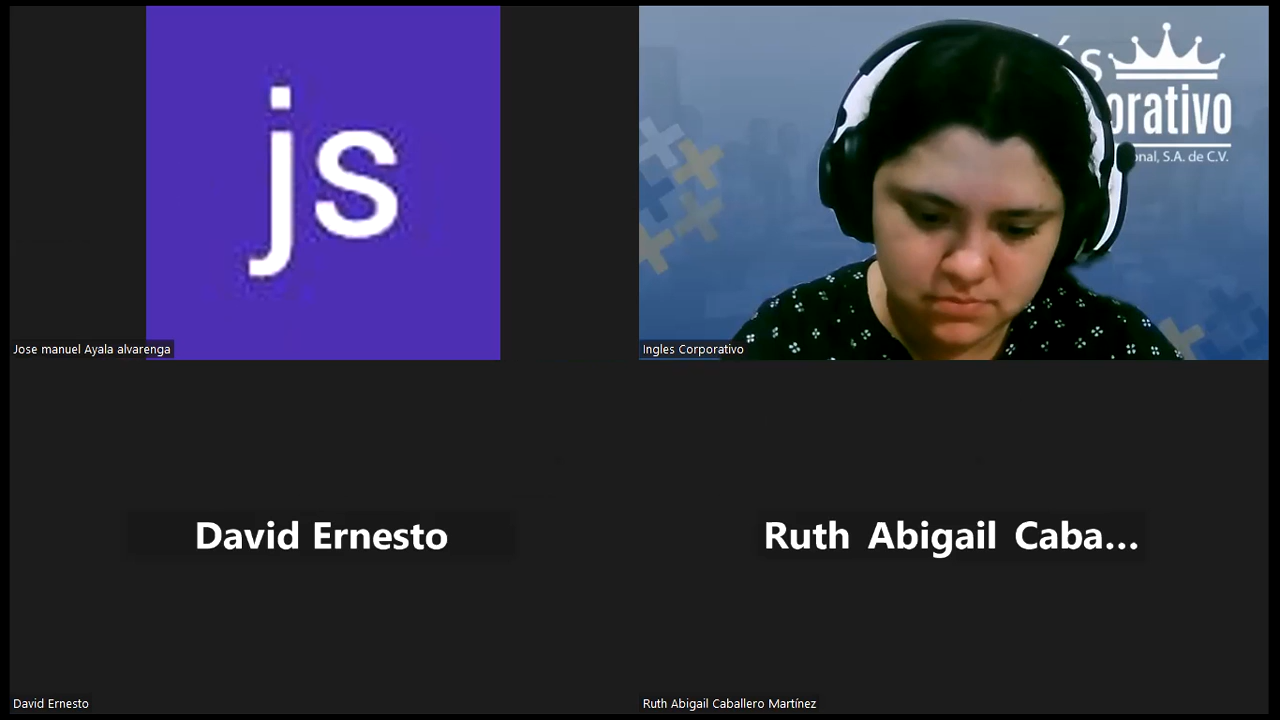 js
és
orativo
onal, S.A. de C.V.
Jose manuel Ayala alvarenga
Ingles Corporativo
David Ernesto
Ruth Abigail Caba...
David Ernesto
Ruth Abigail Caballero Martínez